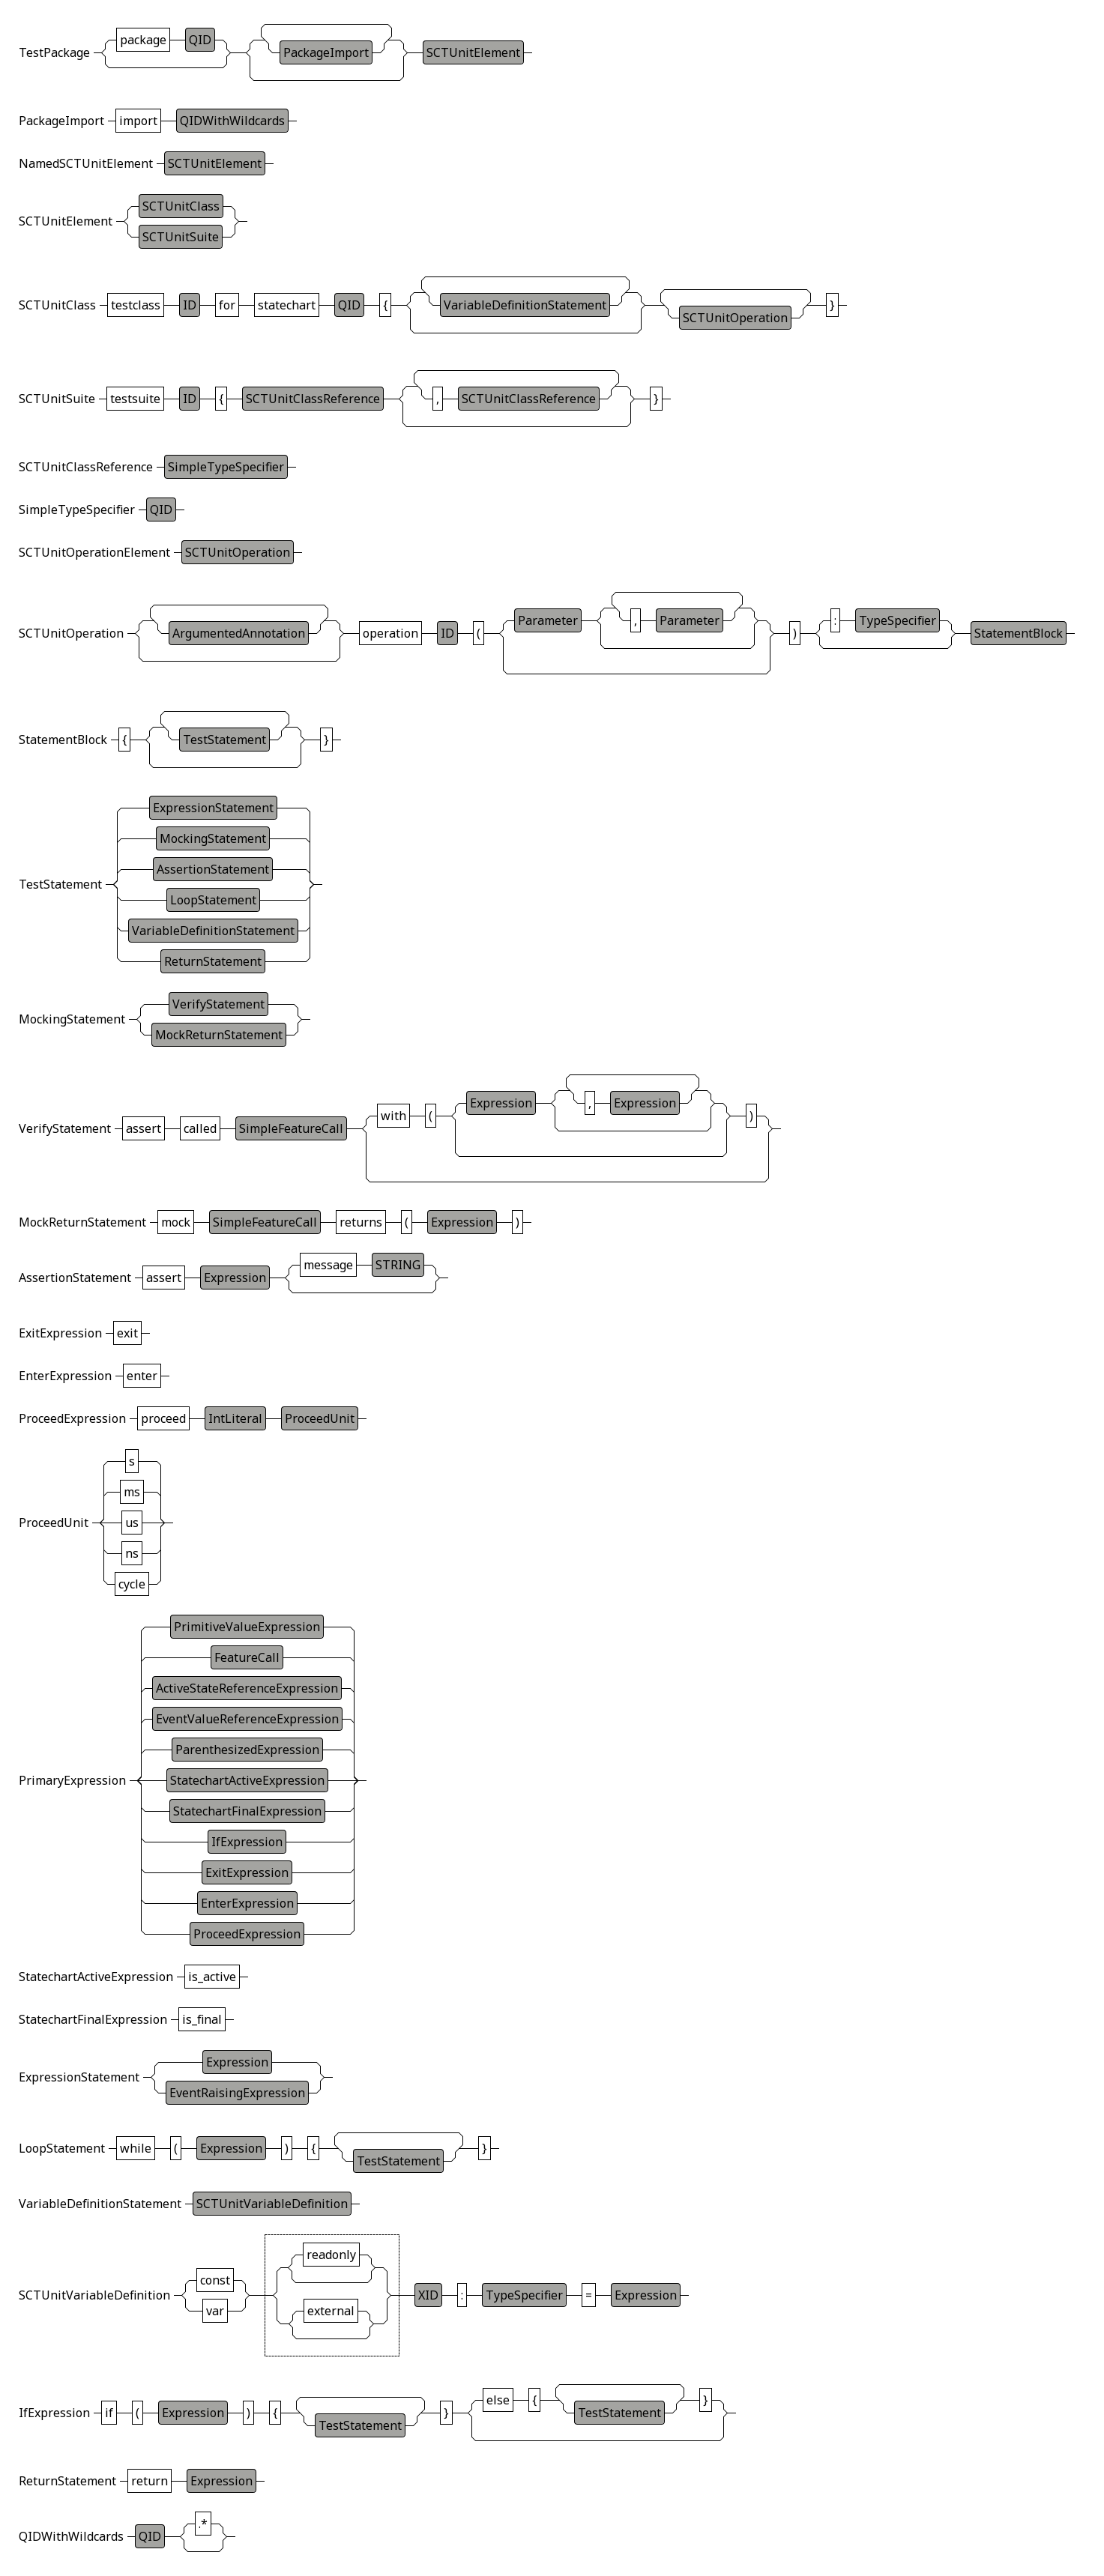 TestPackage package QID PackageImport SCTUnitElement
PackageImport import QIDWithWildcards
NamedSCTUnitElement SCTUnitElement
SCTUnitElement SCTUnitClass
SCTUnitSuite
SCTUnitClass testclass ID for statechart QID { VariableDefinitionStatement SCTUnitOperation }
SCTUnitSuite testsuite ID { SCTUnitClassReference , SCTUnitClassReference }
SCTUnitClassReference SimpleTypeSpecifier
SimpleTypeSpecifier QID
SCTUnitOperationElement SCTUnitOperation
SCTUnitOperation ArgumentedAnnotation operation ID ( Parameter , Parameter ) : TypeSpecifier StatementBlock
StatementBlock { TestStatement }
TestStatement ExpressionStatement
MockingStatement
AssertionStatement
LoopStatement
VariableDefinitionStatement
ReturnStatement
MockingStatement VerifyStatement
MockReturnStatement
VerifyStatement assert called SimpleFeatureCall with ( Expression , Expression )
MockReturnStatement mock SimpleFeatureCall returns ( Expression )
AssertionStatement assert Expression message STRING
ExitExpression exit
EnterExpression enter
ProceedExpression proceed IntLiteral ProceedUnit
ProceedUnit s
ms
us
ns
cycle
PrimaryExpression PrimitiveValueExpression
FeatureCall
ActiveStateReferenceExpression
EventValueReferenceExpression
ParenthesizedExpression
StatechartActiveExpression
StatechartFinalExpression
IfExpression
ExitExpression
EnterExpression
ProceedExpression
StatechartActiveExpression is_active
StatechartFinalExpression is_final
ExpressionStatement Expression
EventRaisingExpression
LoopStatement while ( Expression ) { TestStatement }
VariableDefinitionStatement SCTUnitVariableDefinition
SCTUnitVariableDefinition const var readonly external XID : TypeSpecifier = Expression
IfExpression if ( Expression ) { TestStatement } else { TestStatement }
ReturnStatement return Expression
QIDWithWildcards QID .*